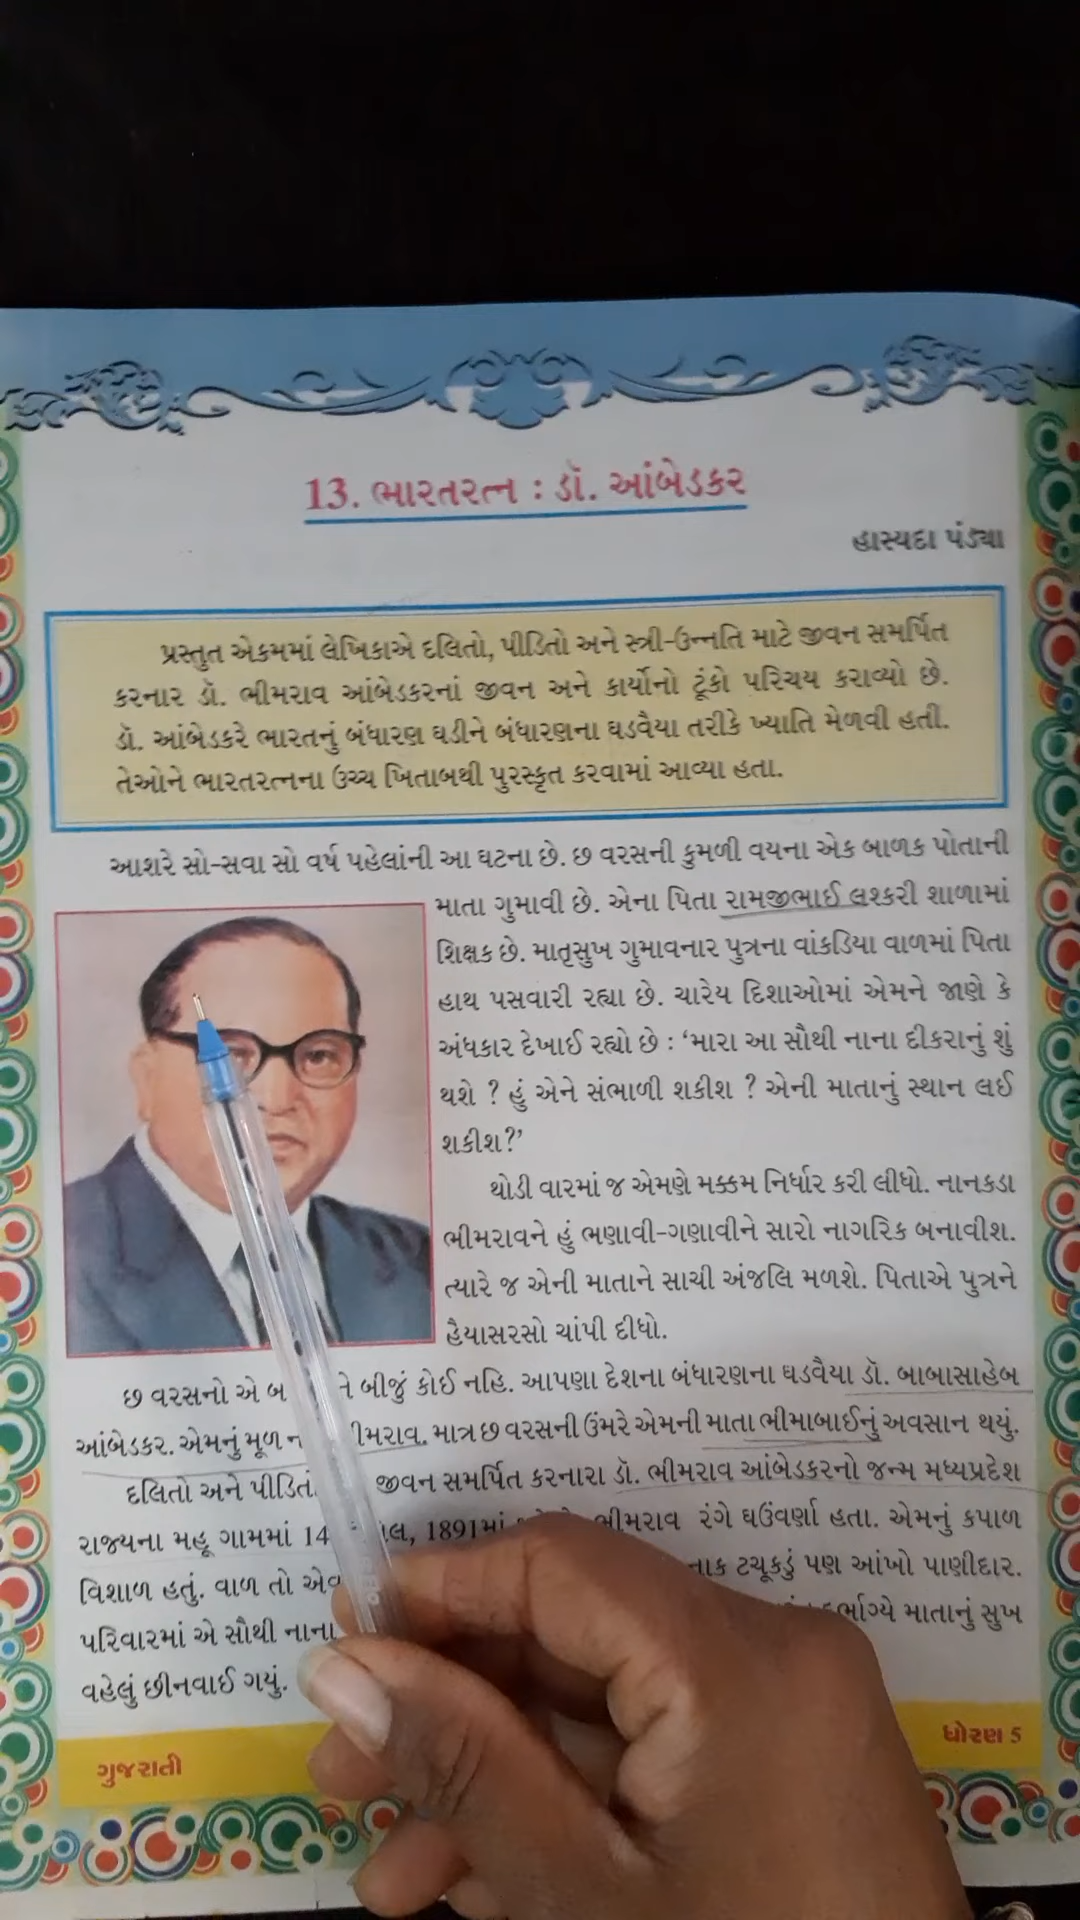 13. ભારતરત્ન : ડૉ. આંબેડકર
હાસ્યદા પંડ્યા
પ્રસ્તુત એકમમાં લેખિકાએ દલિતો, પીડિતો અને સ્ત્રી-ઉન્નતિ માટે જીવન સમર્પિત
કરનાર ડૉ. ભીમરાવ આંબેડકરનાં જીવન અને કાર્યોનો ટૂંકો પરિચય કરાવ્યો છે.
ડૉ. આંબેડકરે ભારતનું બંધારણ ઘડીને બંધારણના ઘડવૈયા તરીકે ખ્યાતિ મેળવી હતી.
તેઓને ભારતરત્નના ઉચ્ચ ખિતાબથી પુરસ્કૃત કરવામાં આવ્યા હતા.
આશરે સો-સવા સો વર્ષ પહેલાંની આ ઘટના છે. છ વરસની કુમળી વયના એક બાળક પોતાની
માતા ગુમાવી છે. એના પિતા રામજીભાઈ લશ્કરી શાળામાં
શિક્ષક છે. માતૃસુખ ગુમાવનાર પુત્રના વાંકડિયા વાળમાં પિતા
હાથ પસવારી રહ્યા છે. ચારેય દિશાઓમાં એમને જાણે કે
અંધકાર દેખાઈ રહ્યો છે : ‘મારા આ સૌથી નાના દીકરાનું શું
થશે ? હું એને સંભાળી શકીશ ? એની માતાનું સ્થાન લઈ
શકીશ?’
થોડી વારમાં જ એમણે મક્કમ નિર્ધાર કરી લીધો. નાનકડા
ભીમરાવને હું ભણાવી-ગણાવીને સારો નાગરિક બનાવીશ.
ત્યારે જ એની માતાને સાચી અંજલિ મળશે. પિતાએ પુત્રને
હૈયાસરસો ચાંપી દીધો.
છ વરસનો એ બીજું કોઈ નહિ. આપણા દેશના બંધારણના ઘડવૈયા ડૉ. બાબાસાહેબ
આંબેડકર. એમનું મૂળ માત્ર છ વરસની ઉંમરે એમની માતા ભીમાબાઈનું અવસાન થયું.
દલિતો અને જીવન સમર્પિત કરનારા ડૉ. ભીમરાવ આંબેડકરનો જન્મ મધ્યપ્રદેશ
રાજ્યના મહૂ ગામમાં 14 1891માં ભીમરાવ રંગે ઘઉંવર્ણા હતા. એમનું કપાળ
વિશાળ હતું. વાળ તો નાક ટચૂકડું પણ આંખો પાણીદાર.
પરિવારમાં એ સૌથી નાના માતાનું સુખ
વહેલું છીનવાઈ ગયું.
ગુજરાતી
ધોરણ 5